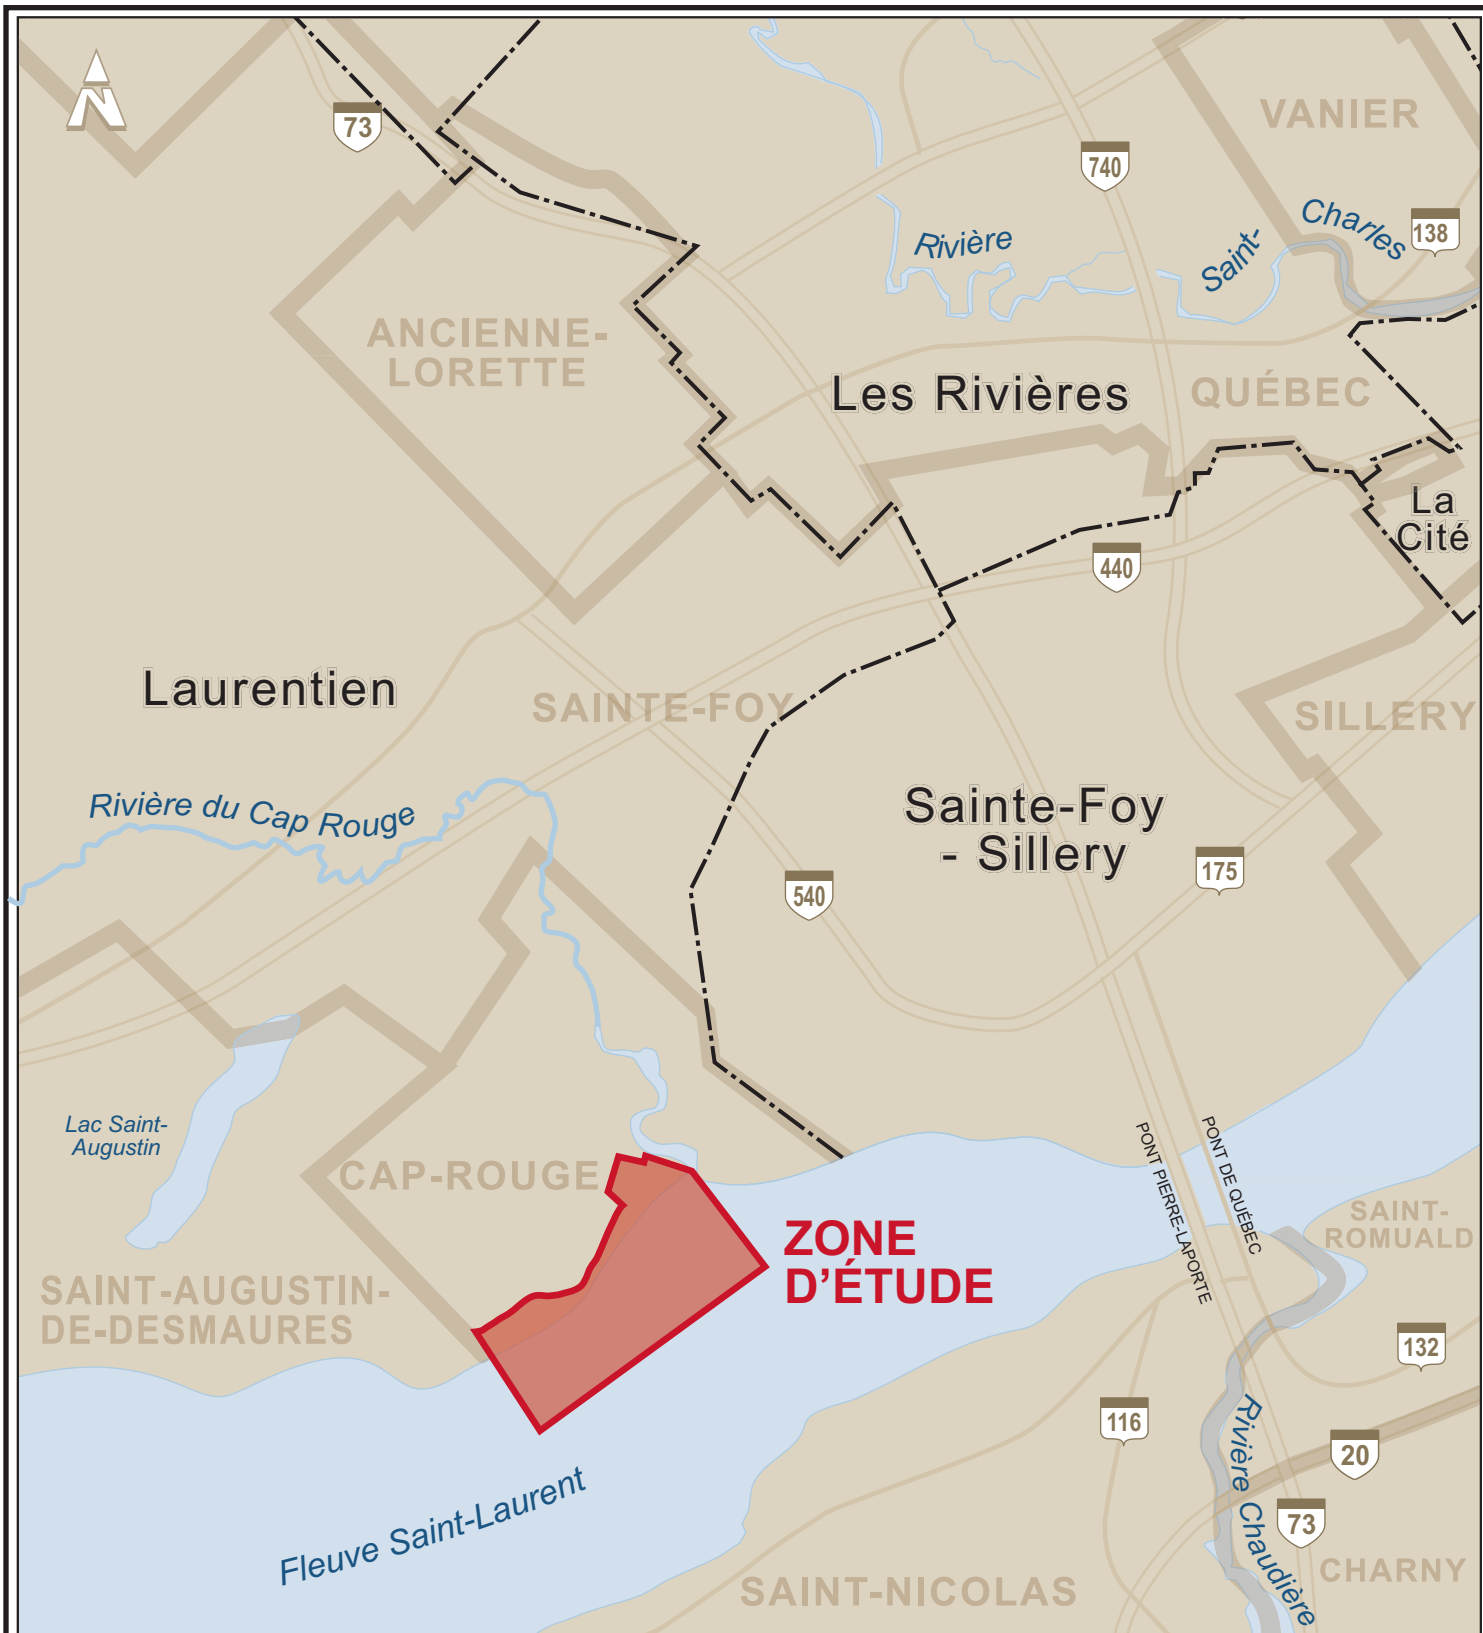 N
73
VANIER
740
Rivière
Saint-
Charles
138
ANCIENNE-
LORETTE
Les Rivières
QUÉBEC
La
Cité
440
Laurentien
SAINTE-FOY
SILLERY
Rivière du Cap Rouge
Sainte-Foy
- Sillery
175
540
Lac Saint-
Augustin
CAP-ROUGE
PONT PIERRE-LAPORTE
PONT DE QUÉBEC
SAINT-
ROMUALD
ZONE
D'ÉTUDE
SAINT-AUGUSTIN-
DE-DESMAURES
132
116
Rivière Chaudière
20
73
Fleuve Saint-Laurent
SAINT-NICOLAS
CHARNY